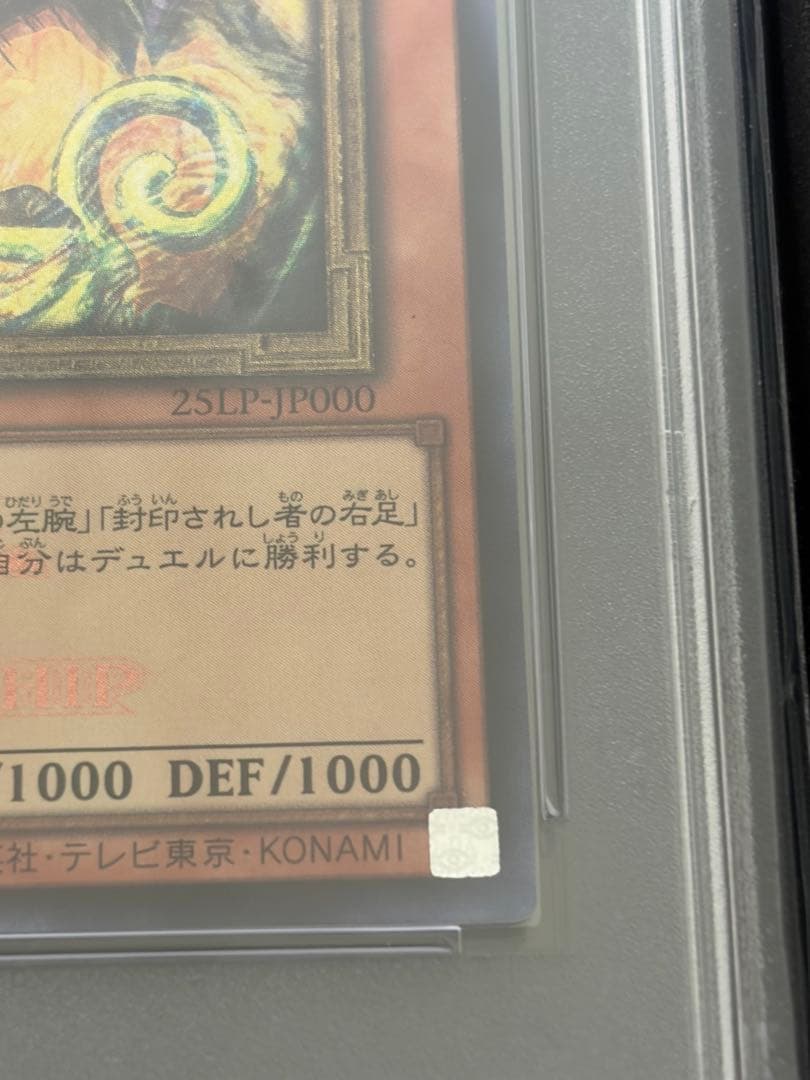 25LP-JP000
の左腕」「封印されし者の右足」
自分はデュエルに勝利する。
/1000 DEF/1000
社・テレビ東京・KONAMI